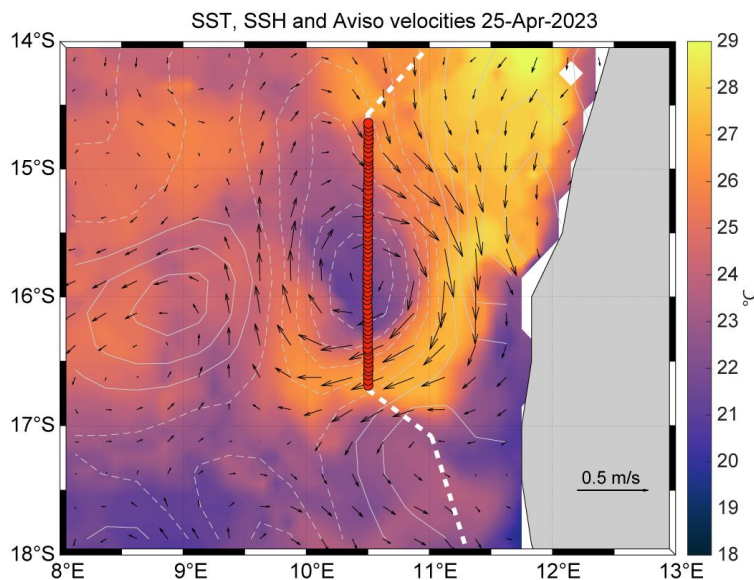 SST, SSH and Aviso velocities 25-Apr-2023
14°S
15°S
16°S
17°S
18°S
8°E
9°E
10°E
11°E
12°E
13°E
0.5 m/s
29
28
27
26
25
24
23
22
21
20
19
18
°C